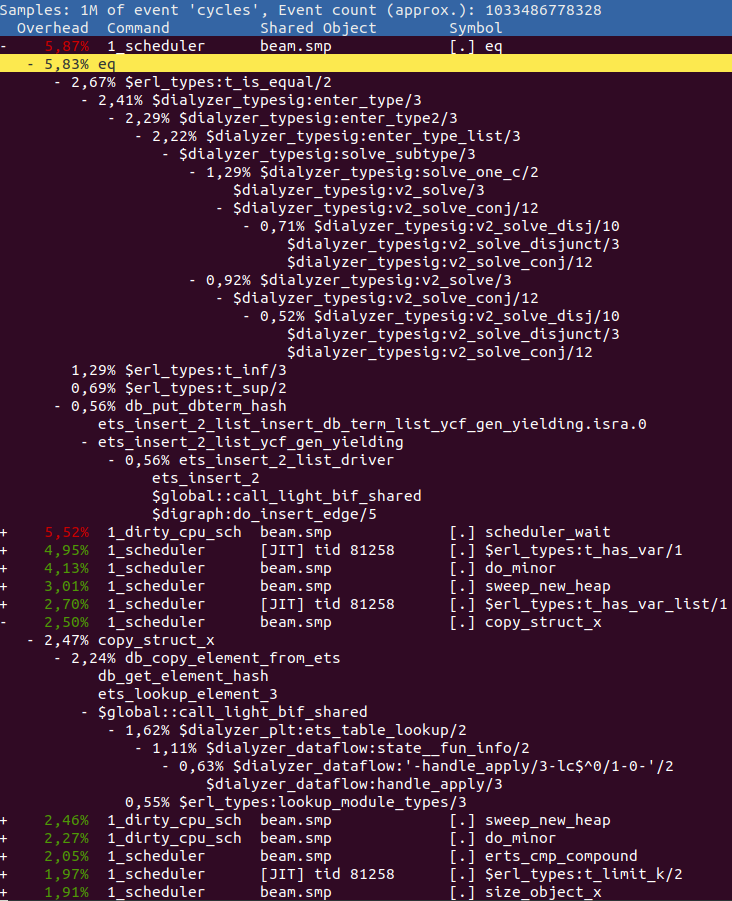 Samples: 1M of event 'cycles', Event count (approx.): 1033486778328
  Overhead  Command          Shared Object        Symbol
-    5,87%  1_scheduler      beam.smp             [.] eq
   - 5,83% eq
      - 2,67% $erl_types:t_is_equal/2
         - 2,41% $dialyzer_typesig:enter_type/3
            - 2,29% $dialyzer_typesig:enter_type2/3
               - 2,22% $dialyzer_typesig:enter_type_list/3
                  - $dialyzer_typesig:solve_subtype/3
                     - 1,29% $dialyzer_typesig:solve_one_c/2
                          $dialyzer_typesig:v2_solve/3
                        - $dialyzer_typesig:v2_solve_conj/12
                           - 0,71% $dialyzer_typesig:v2_solve_disj/10
                                $dialyzer_typesig:v2_solve_disjunct/3
                                $dialyzer_typesig:v2_solve_conj/12
                     - 0,92% $dialyzer_typesig:v2_solve/3
                        - $dialyzer_typesig:v2_solve_conj/12
                           - 0,52% $dialyzer_typesig:v2_solve_disj/10
                                $dialyzer_typesig:v2_solve_disjunct/3
                                $dialyzer_typesig:v2_solve_conj/12
        1,29% $erl_types:t_inf/3
        0,69% $erl_types:t_sup/2
      - 0,56% db_put_dbterm_hash
           ets_insert_2_list_insert_db_term_list_ycf_gen_yielding.isra.0
         - ets_insert_2_list_ycf_gen_yielding
            - 0,56% ets_insert_2_list_driver
                 ets_insert_2
                 $global::call_light_bif_shared
                 $digraph:do_insert_edge/5
+    5,52%  1_dirty_cpu_sch  beam.smp             [.] scheduler_wait
+    4,95%  1_scheduler      [JIT] tid 81258      [.] $erl_types:t_has_var/1
+    4,13%  1_scheduler      beam.smp             [.] do_minor
+    3,01%  1_scheduler      beam.smp             [.] sweep_new_heap
+    2,70%  1_scheduler      [JIT] tid 81258      [.] $erl_types:t_has_var_list/1
-    2,50%  1_scheduler      beam.smp             [.] copy_struct_x
   - 2,47% copy_struct_x
      - 2,24% db_copy_element_from_ets
           db_get_element_hash
           ets_lookup_element_3
         - $global::call_light_bif_shared
            - 1,62% $dialyzer_plt:ets_table_lookup/2
               - 1,11% $dialyzer_dataflow:state__fun_info/2
                  - 0,63% $dialyzer_dataflow:'-handle_apply/3-lc$^0/1-0-'/2
                       $dialyzer_dataflow:handle_apply/3
              0,55% $erl_types:lookup_module_types/3
+    2,46%  1_dirty_cpu_sch  beam.smp             [.] sweep_new_heap
+    2,27%  1_dirty_cpu_sch  beam.smp             [.] do_minor
+    2,05%  1_scheduler      beam.smp             [.] erts_cmp_compound
+    1,97%  1_scheduler      [JIT] tid 81258      [.] $erl_types:t_limit_k/2
+    1,91%  1_scheduler      beam.smp             [.] size_object_x